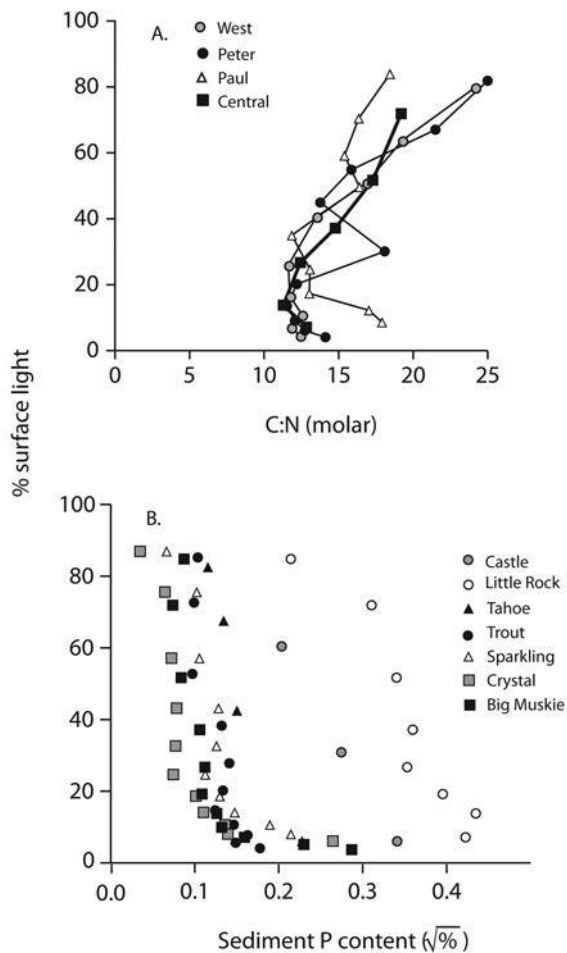 100
A.
West
Peter
Paul
Central
80
60
40
20
0
0
5
10
15
20
25
C:N (molar)
% surface light
100
B.
Castle
Little Rock
Tahoe
Trout
Sparkling
Crystal
Big Muskie
80
60
40
20
0
0.0
0.1
0.2
0.3
0.4
Sediment P content (√%)